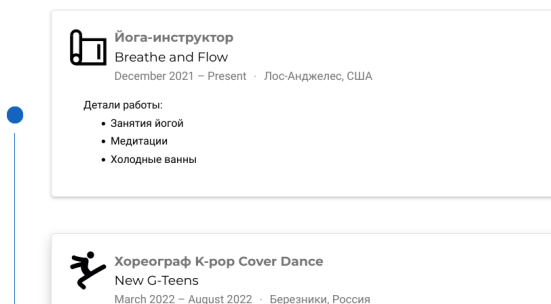 Йога-инструктор
Breathe and Flow
December 2021 – Present · Лос-Анджелес, США
Детали работы:
• Занятия йогой
• Медитации
• Холодные ванны
Хореограф K-pop Cover Dance
New G-Teens
March 2022 – August 2022 · Березники, Россия